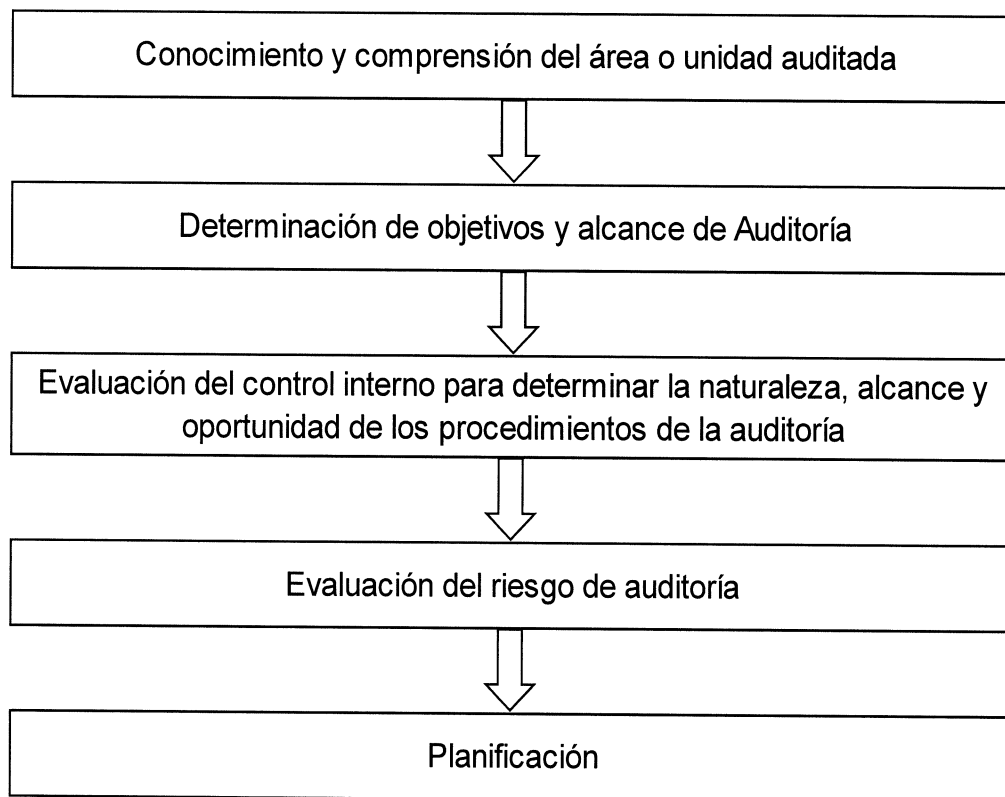 Conocimiento y comprensión del área o unidad auditada
Determinación de objetivos y alcance de Auditoría
Evaluación del control interno para determinar la naturaleza, alcance y
oportunidad de los procedimientos de la auditoría
Evaluación del riesgo de auditoría
Planificación